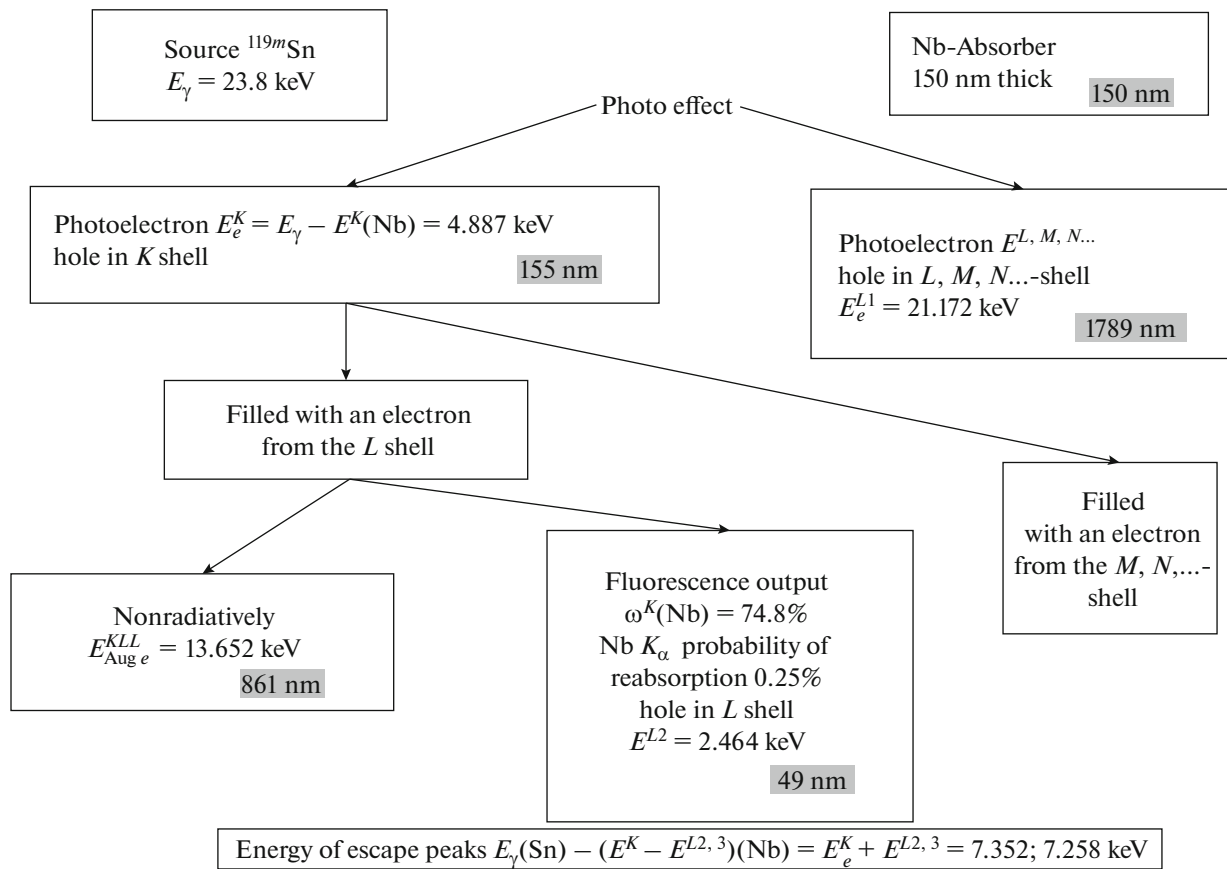 Source ¹¹⁹ᵐSn
E_γ = 23.8 keV
Nb-Absorber
150 nm thick
150 nm
Photo effect
Photoelectron E_e^K = E_γ – E^K(Nb) = 4.887 keV
hole in K shell
155 nm
Photoelectron E^{L, M, N...}
hole in L, M, N...-shell
E_e^{L1} = 21.172 keV
1789 nm
Filled with an electron
from the L shell
Filled
with an electron
from the M, N,...-
shell
Nonradiatively
E_{Aug e}^{KLL} = 13.652 keV
861 nm
Fluorescence output
ω^K(Nb) = 74.8%
Nb K_α probability of
reabsorption 0.25%
hole in L shell
E^{L2} = 2.464 keV
49 nm
Energy of escape peaks E_γ(Sn) – (E^K – E^{L2, 3})(Nb) = E_e^K + E^{L2, 3} = 7.352; 7.258 keV